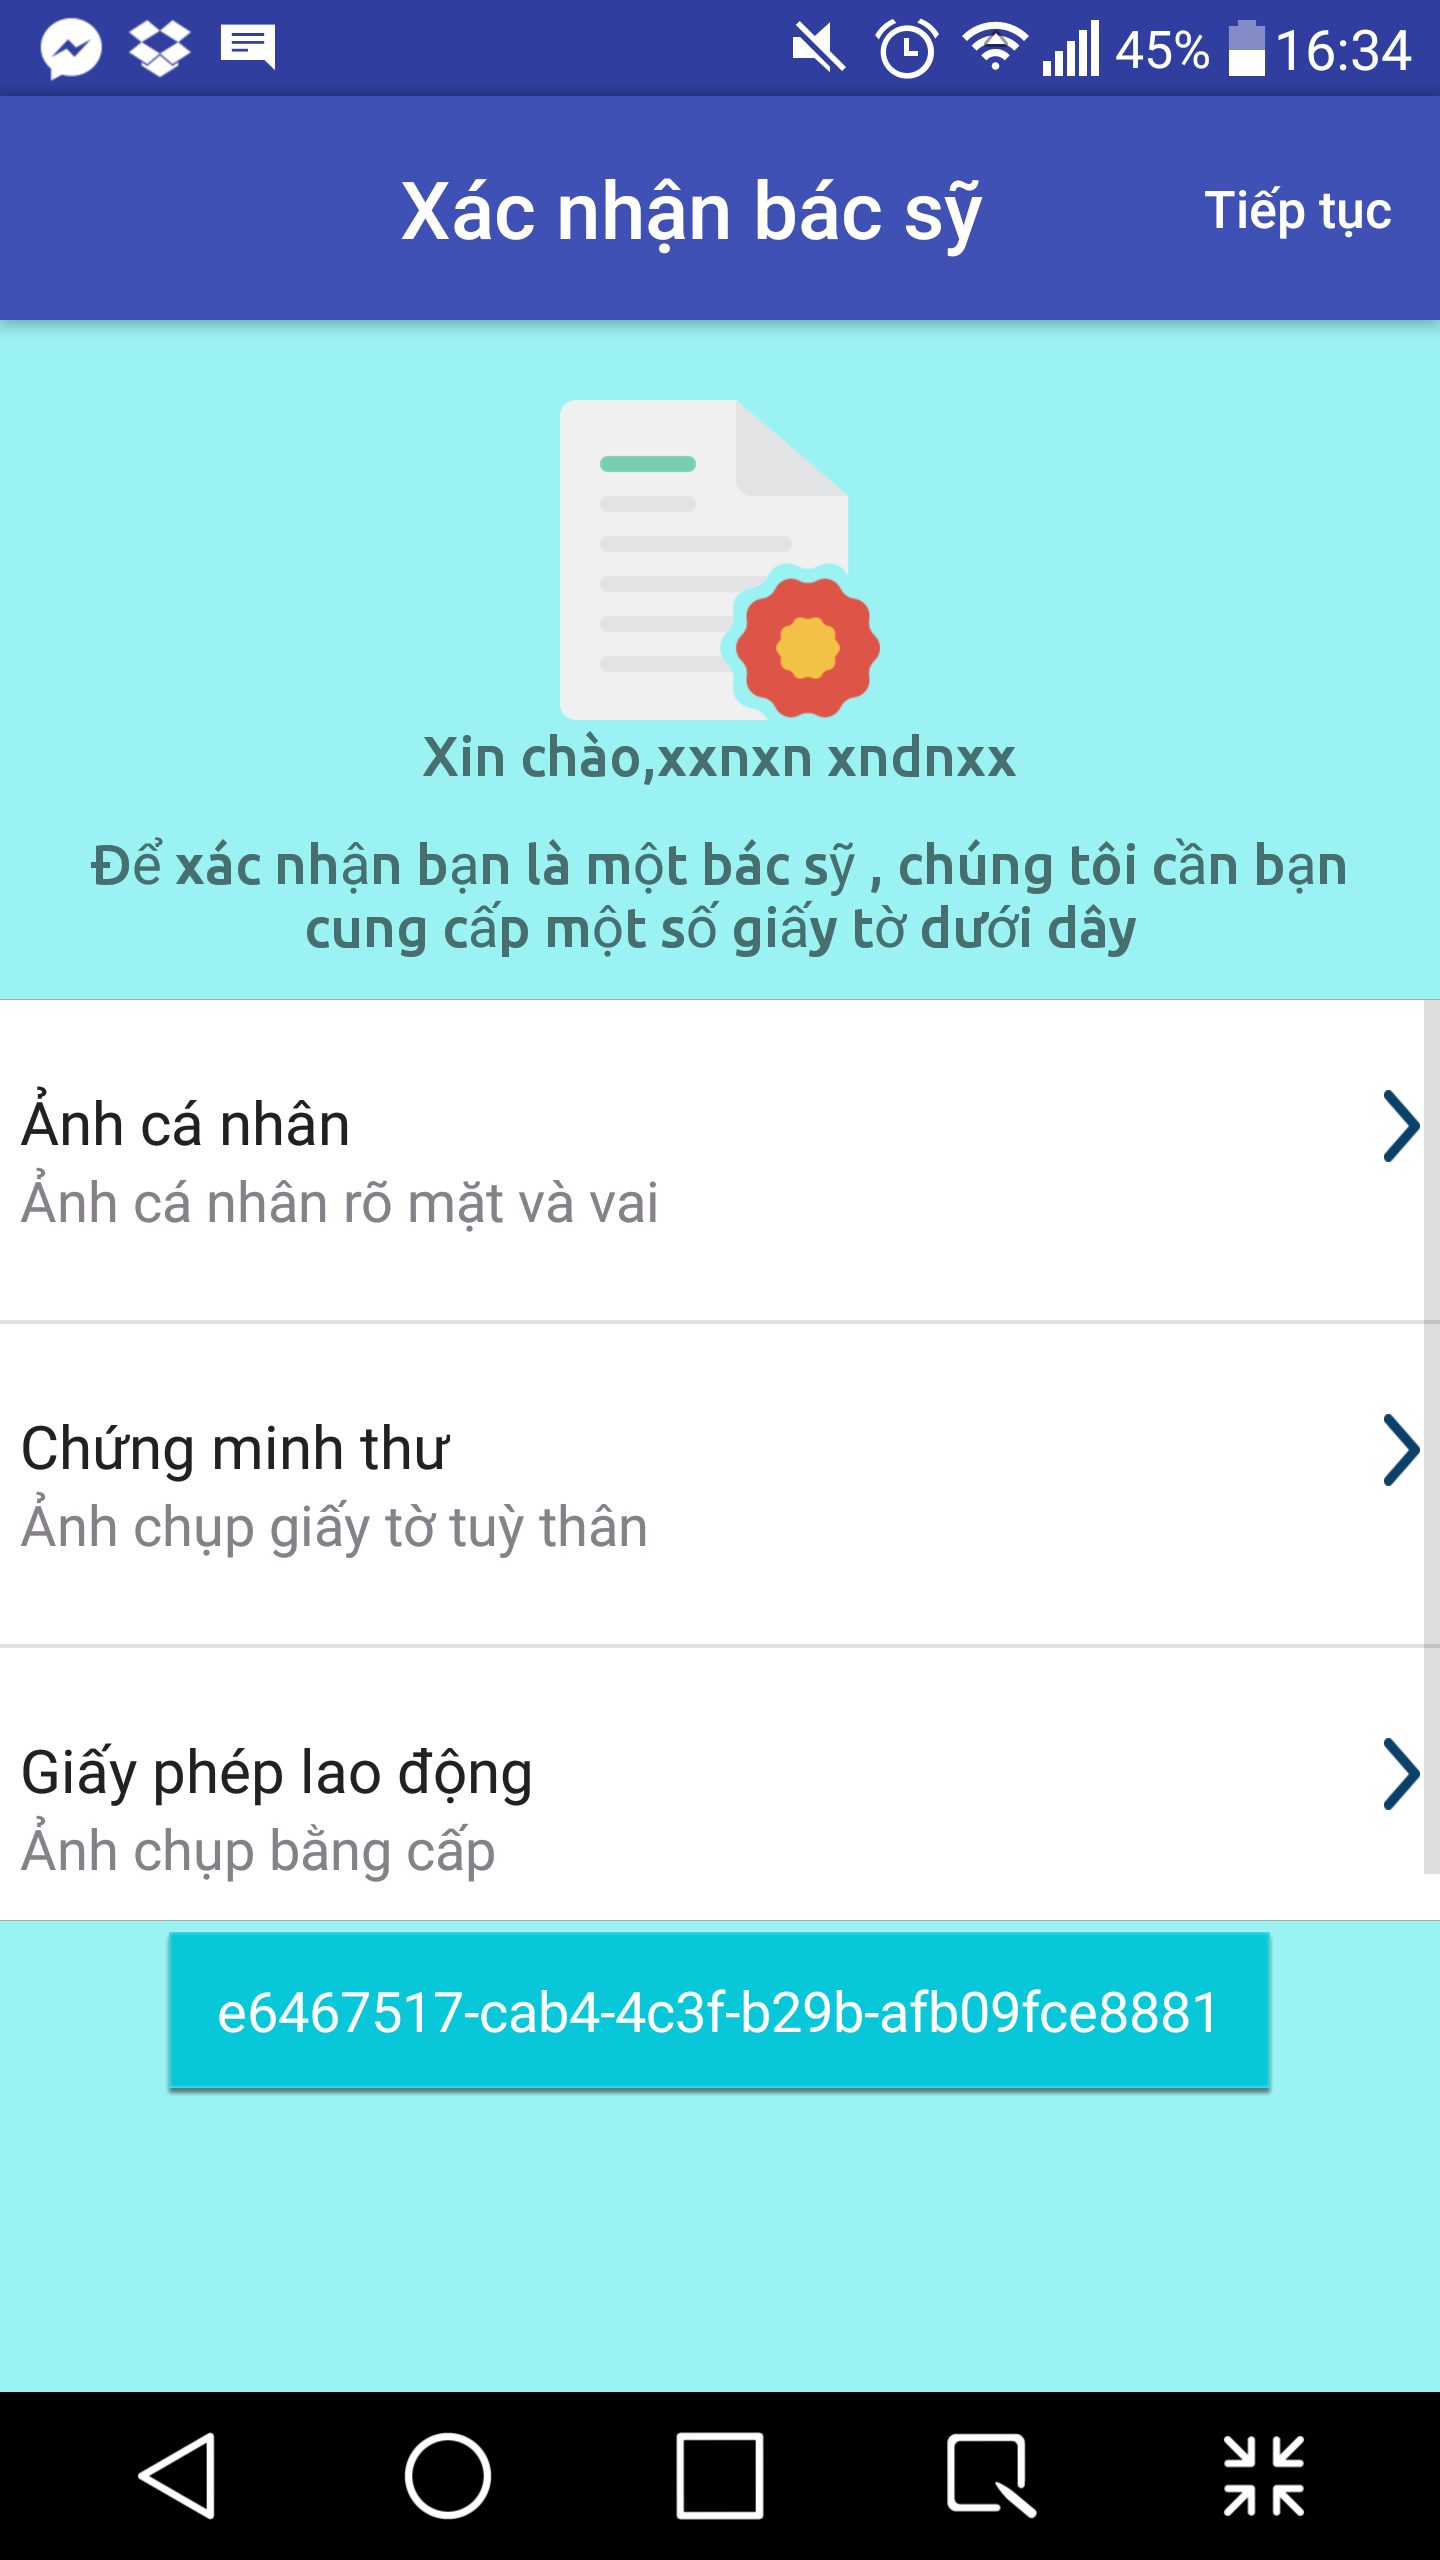 45% 16:34
Xác nhận bác sỹ
Tiếp tục
Xin chào,xxnxn xndnxx
Để xác nhận bạn là một bác sỹ , chúng tôi cần bạn
cung cấp một số giấy tờ dưới dây
Ảnh cá nhân
Ảnh cá nhân rõ mặt và vai
Chứng minh thư
Ảnh chụp giấy tờ tuỳ thân
Giấy phép lao động
Ảnh chụp bằng cấp
e6467517-cab4-4c3f-b29b-afb09fce8881